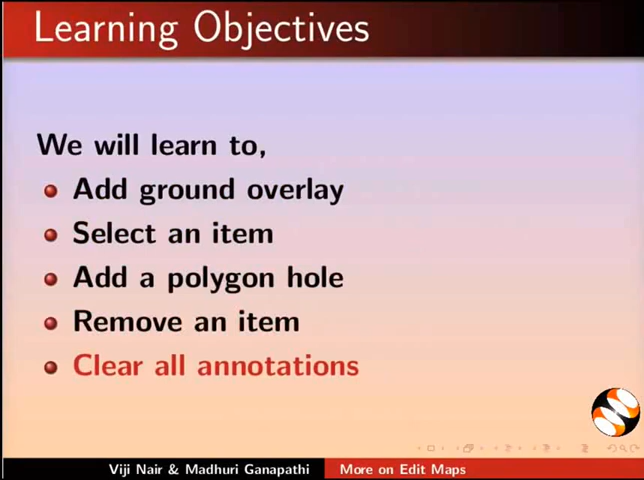 Learning Objectives
We will learn to,
Add ground overlay
Select an item
Add a polygon hole
Remove an item
Clear all annotations
Viji Nair & Madhuri Ganapathi
More on Edit Maps